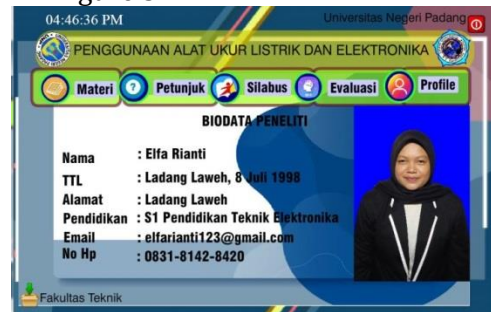 04:46:36 PM
Universitas Negeri Padang
PENGGUNAAN ALAT UKUR LISTRIK DAN ELEKTRONIKA
Materi
Petunjuk
Silabus
Evaluasi
Profile
BIODATA PENELITI
Nama : Elfa Rianti
TTL : Ladang Laweh, 8 Juli 1998
Alamat : Ladang Laweh
Pendidikan : S1 Pendidikan Teknik Elektronika
Email : elfarianti123@gmail.com
No Hp : 0831-8142-8420
Fakultas Teknik